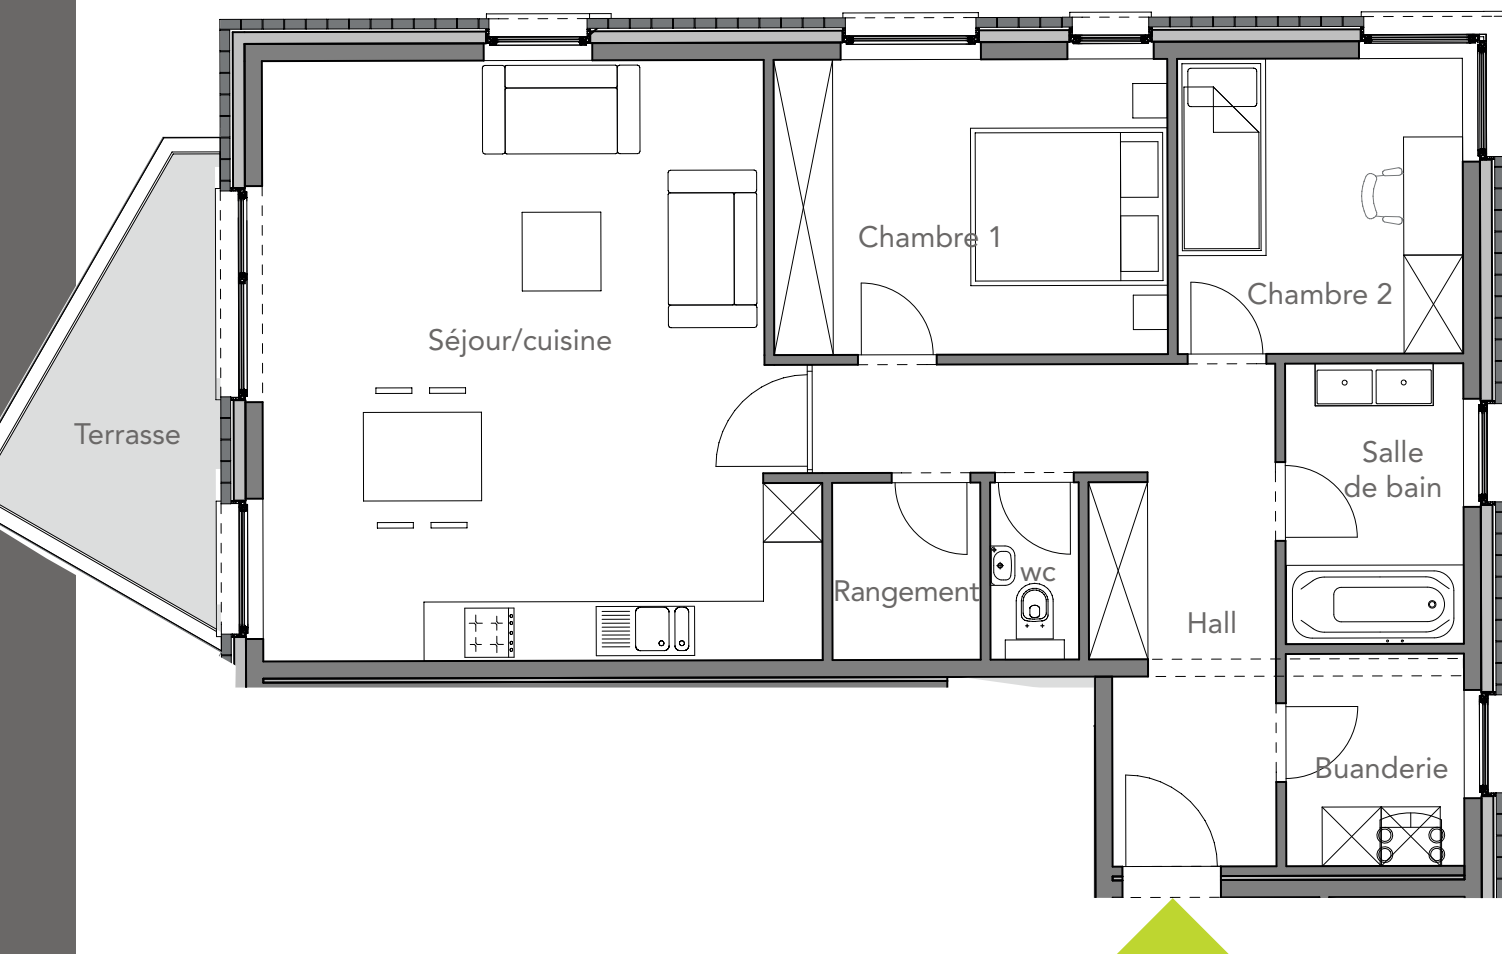 Chambre 1
Chambre 2
Séjour/cuisine
Terrasse
Salle
de bain
wc
Rangement
Hall
Buanderie